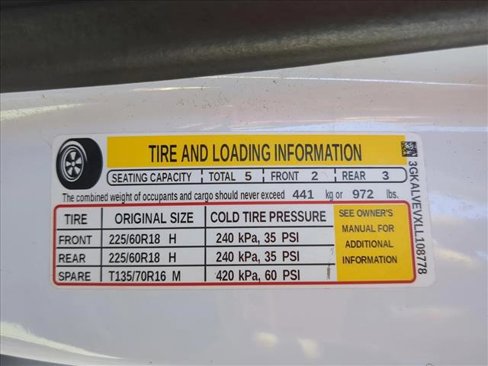 TIRE AND LOADING INFORMATION
SEATING CAPACITY TOTAL 5 FRONT 2 REAR 3
The combined weight of occupants and cargo should never exceed 441 kg or 972 lbs.
TIRE ORIGINAL SIZE COLD TIRE PRESSURE
FRONT 225/60R18 H 240 kPa, 35 PSI
REAR 225/60R18 H 240 kPa, 35 PSI
SPARE T135/70R16 M 420 kPa, 60 PSI
SEE OWNER'S
MANUAL FOR
ADDITIONAL
INFORMATION
3GKALVEVXLL108778